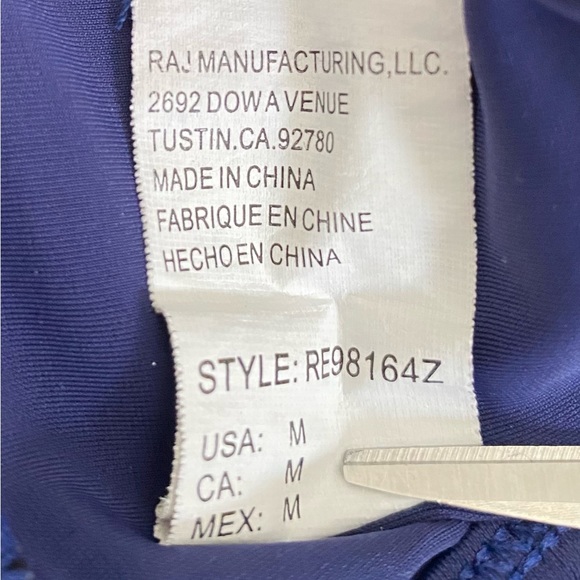 RAJ MANUFACTURING,LLC.
2692 DOW AVENUE
TUSTIN.CA.92780
MADE IN CHINA
FABRIQUE EN CHINE
HECHO EN CHINA
STYLE: RE98164Z
USA: M
CA: M
MEX: M